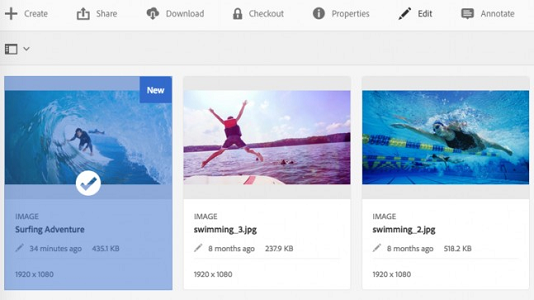 Create Share Download Checkout Properties Edit Annotate
New
IMAGE
Surfing Adventure
34 minutes ago 435.1 KB
1920 x 1080
IMAGE
swimming_3.jpg
8 months ago 237.9 KB
1920 x 1080
IMAGE
swimming_2.jpg
8 months ago 518.2 KB
1920 x 1080